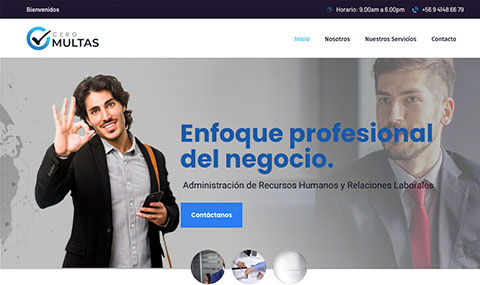 Bienvenidos
Horario: 9.00am a 6.00pm
+56 9 4148 66 79
CERO
MULTAS
Inicio
Nosotros
Nuestros Servicios
Contacto
Enfoque profesional
del negocio.
Administración de Recursos Humanos y Relaciones Laborales
Contáctanos